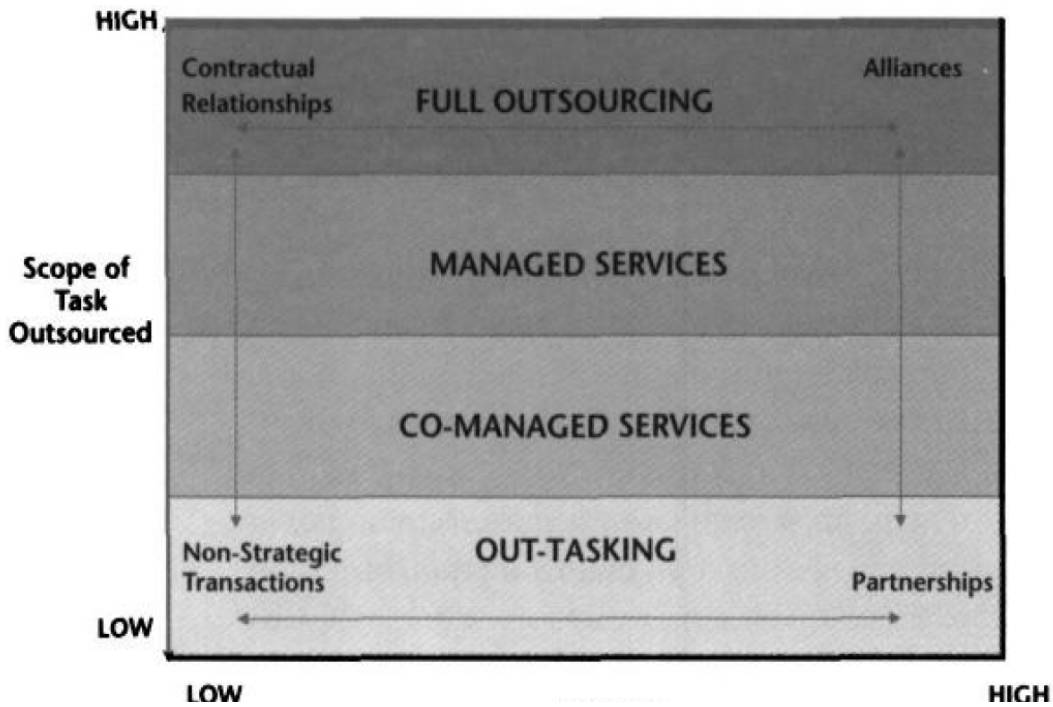 HIGH
Contractual
Relationships
Alliances
FULL OUTSOURCING
MANAGED SERVICES
Scope of
Task
Outsourced
CO-MANAGED SERVICES
OUT-TASKING
Non-Strategic
Transactions
Partnerships
LOW
LOW
HIGH